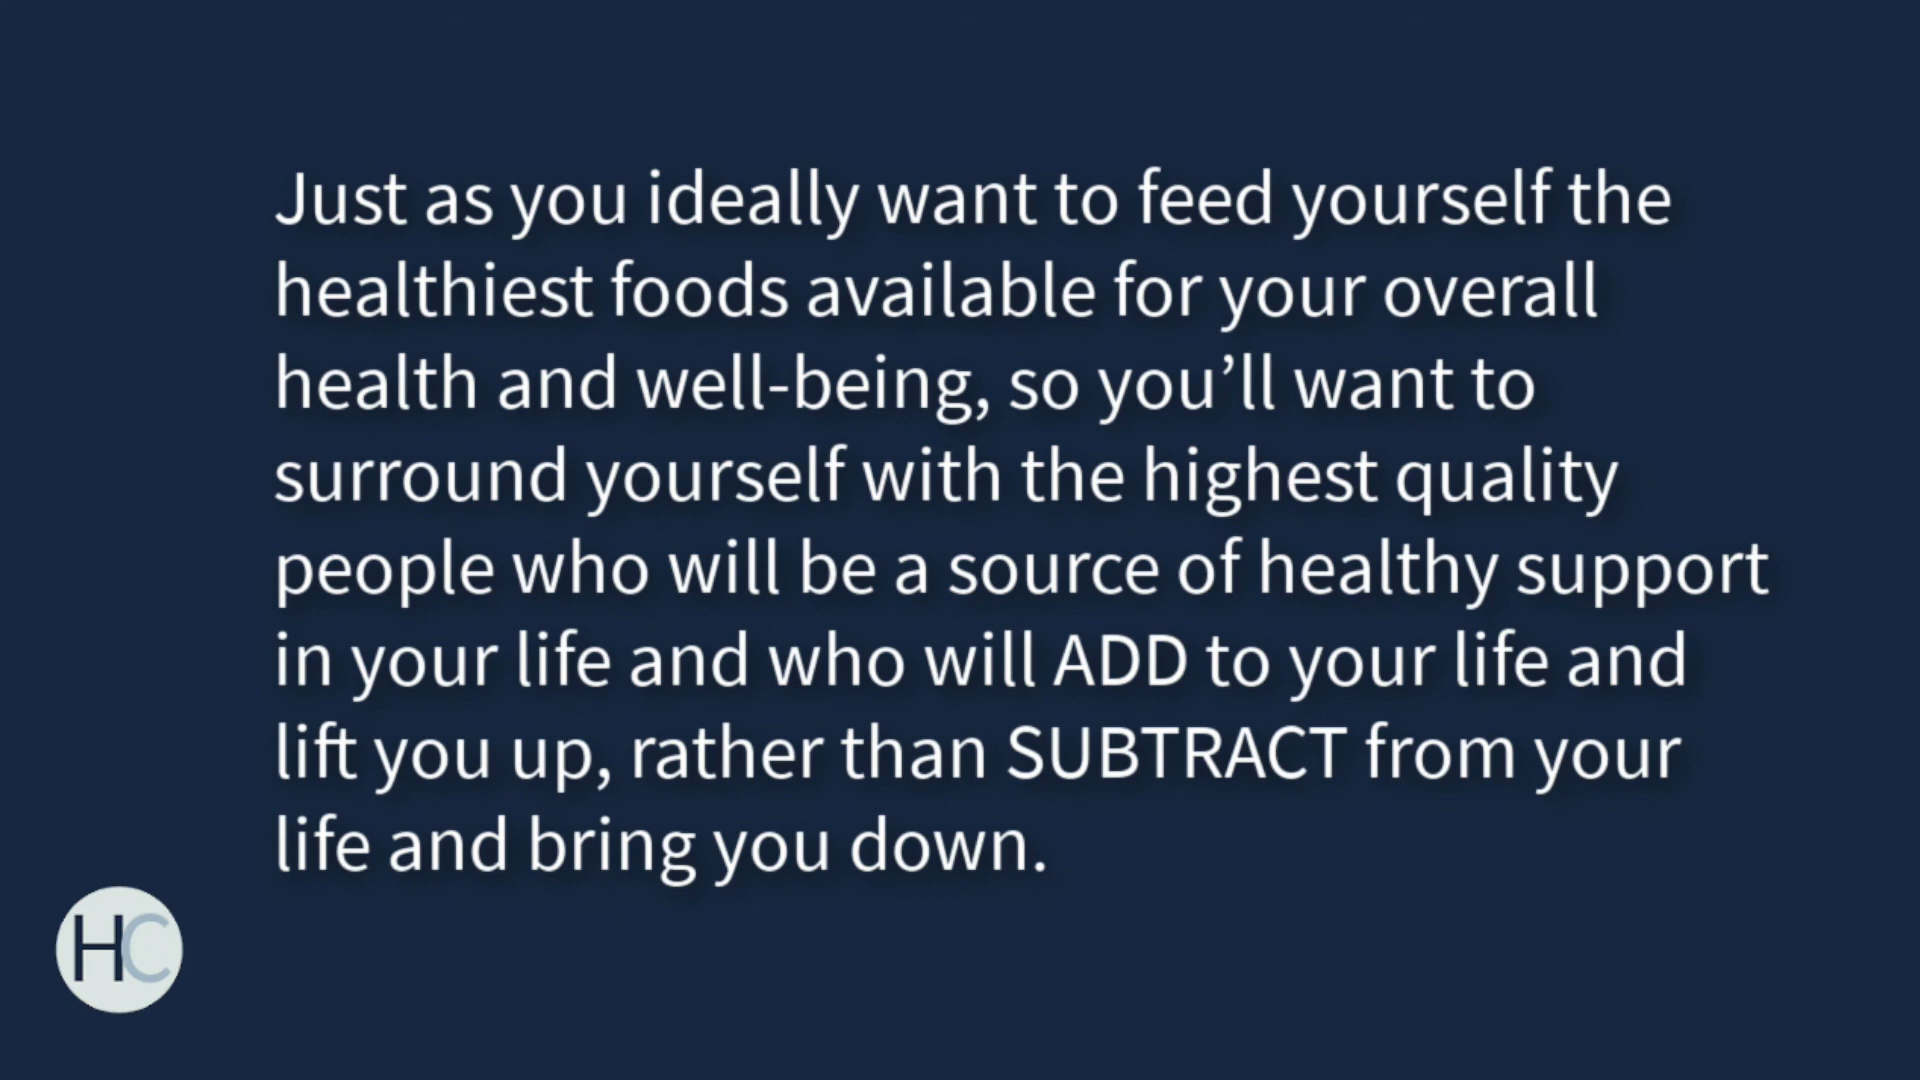 Just as you ideally want to feed yourself the
healthiest foods available for your overall
health and well-being, so you’ll want to
surround yourself with the highest quality
people who will be a source of healthy support
in your life and who will ADD to your life and
lift you up, rather than SUBTRACT from your
life and bring you down.
HC